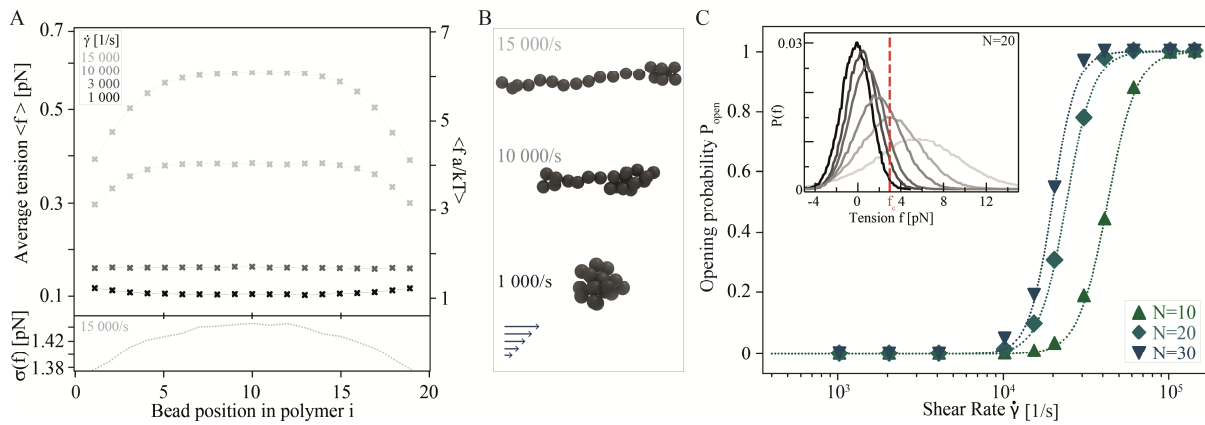 A
Average tension <f > [pN]
0.7
0.5
0.3
0.1
γ̇ [1/s]
15 000
10 000
3 000
1 000
7
5
3
1
<f a/kT>
σ(f) [pN]
1.42
1.38
15 000/s
0
5
10
15
20
Bead position in polymer i
B
15 000/s
10 000/s
1 000/s
C
Opening probability P_open
1
0.8
0.6
0.4
0.2
0
0.03
P(f)
0
N=20
-4
0
4
8
12
f_c
Tension f [pN]
N=10
N=20
N=30
10³
10⁴
10⁵
Shear Rate γ̇ [1/s]